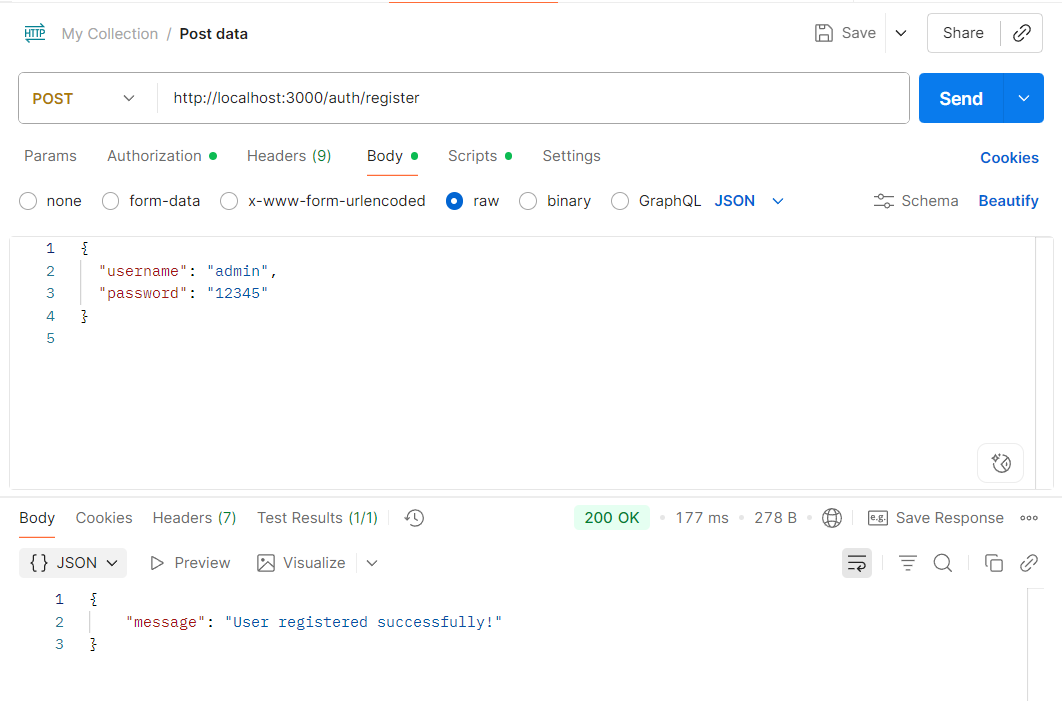 HTTP My Collection / Post data Save Share
POST http://localhost:3000/auth/register Send
Params Authorization Headers (9) Body Scripts Settings Cookies
none form-data x-www-form-urlencoded raw binary GraphQL JSON Schema Beautify
1 {
2 "username": "admin",
3 "password": "12345"
4 }
5
Body Cookies Headers (7) Test Results (1/1) 200 OK • 177 ms • 278 B • e.g. Save Response
{} JSON Preview Visualize
1 {
2 "message": "User registered successfully!"
3 }